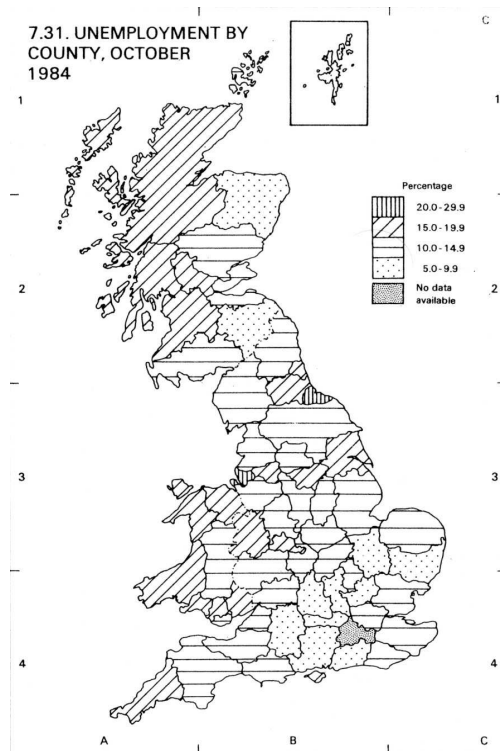 C
7.31. UNEMPLOYMENT BY
COUNTY, OCTOBER
1984
1
1
Percentage
20.0-29.9
15.0-19.9
10.0-14.9
5.0-9.9
No data
available
2
2
3
3
4
4
A
B
C